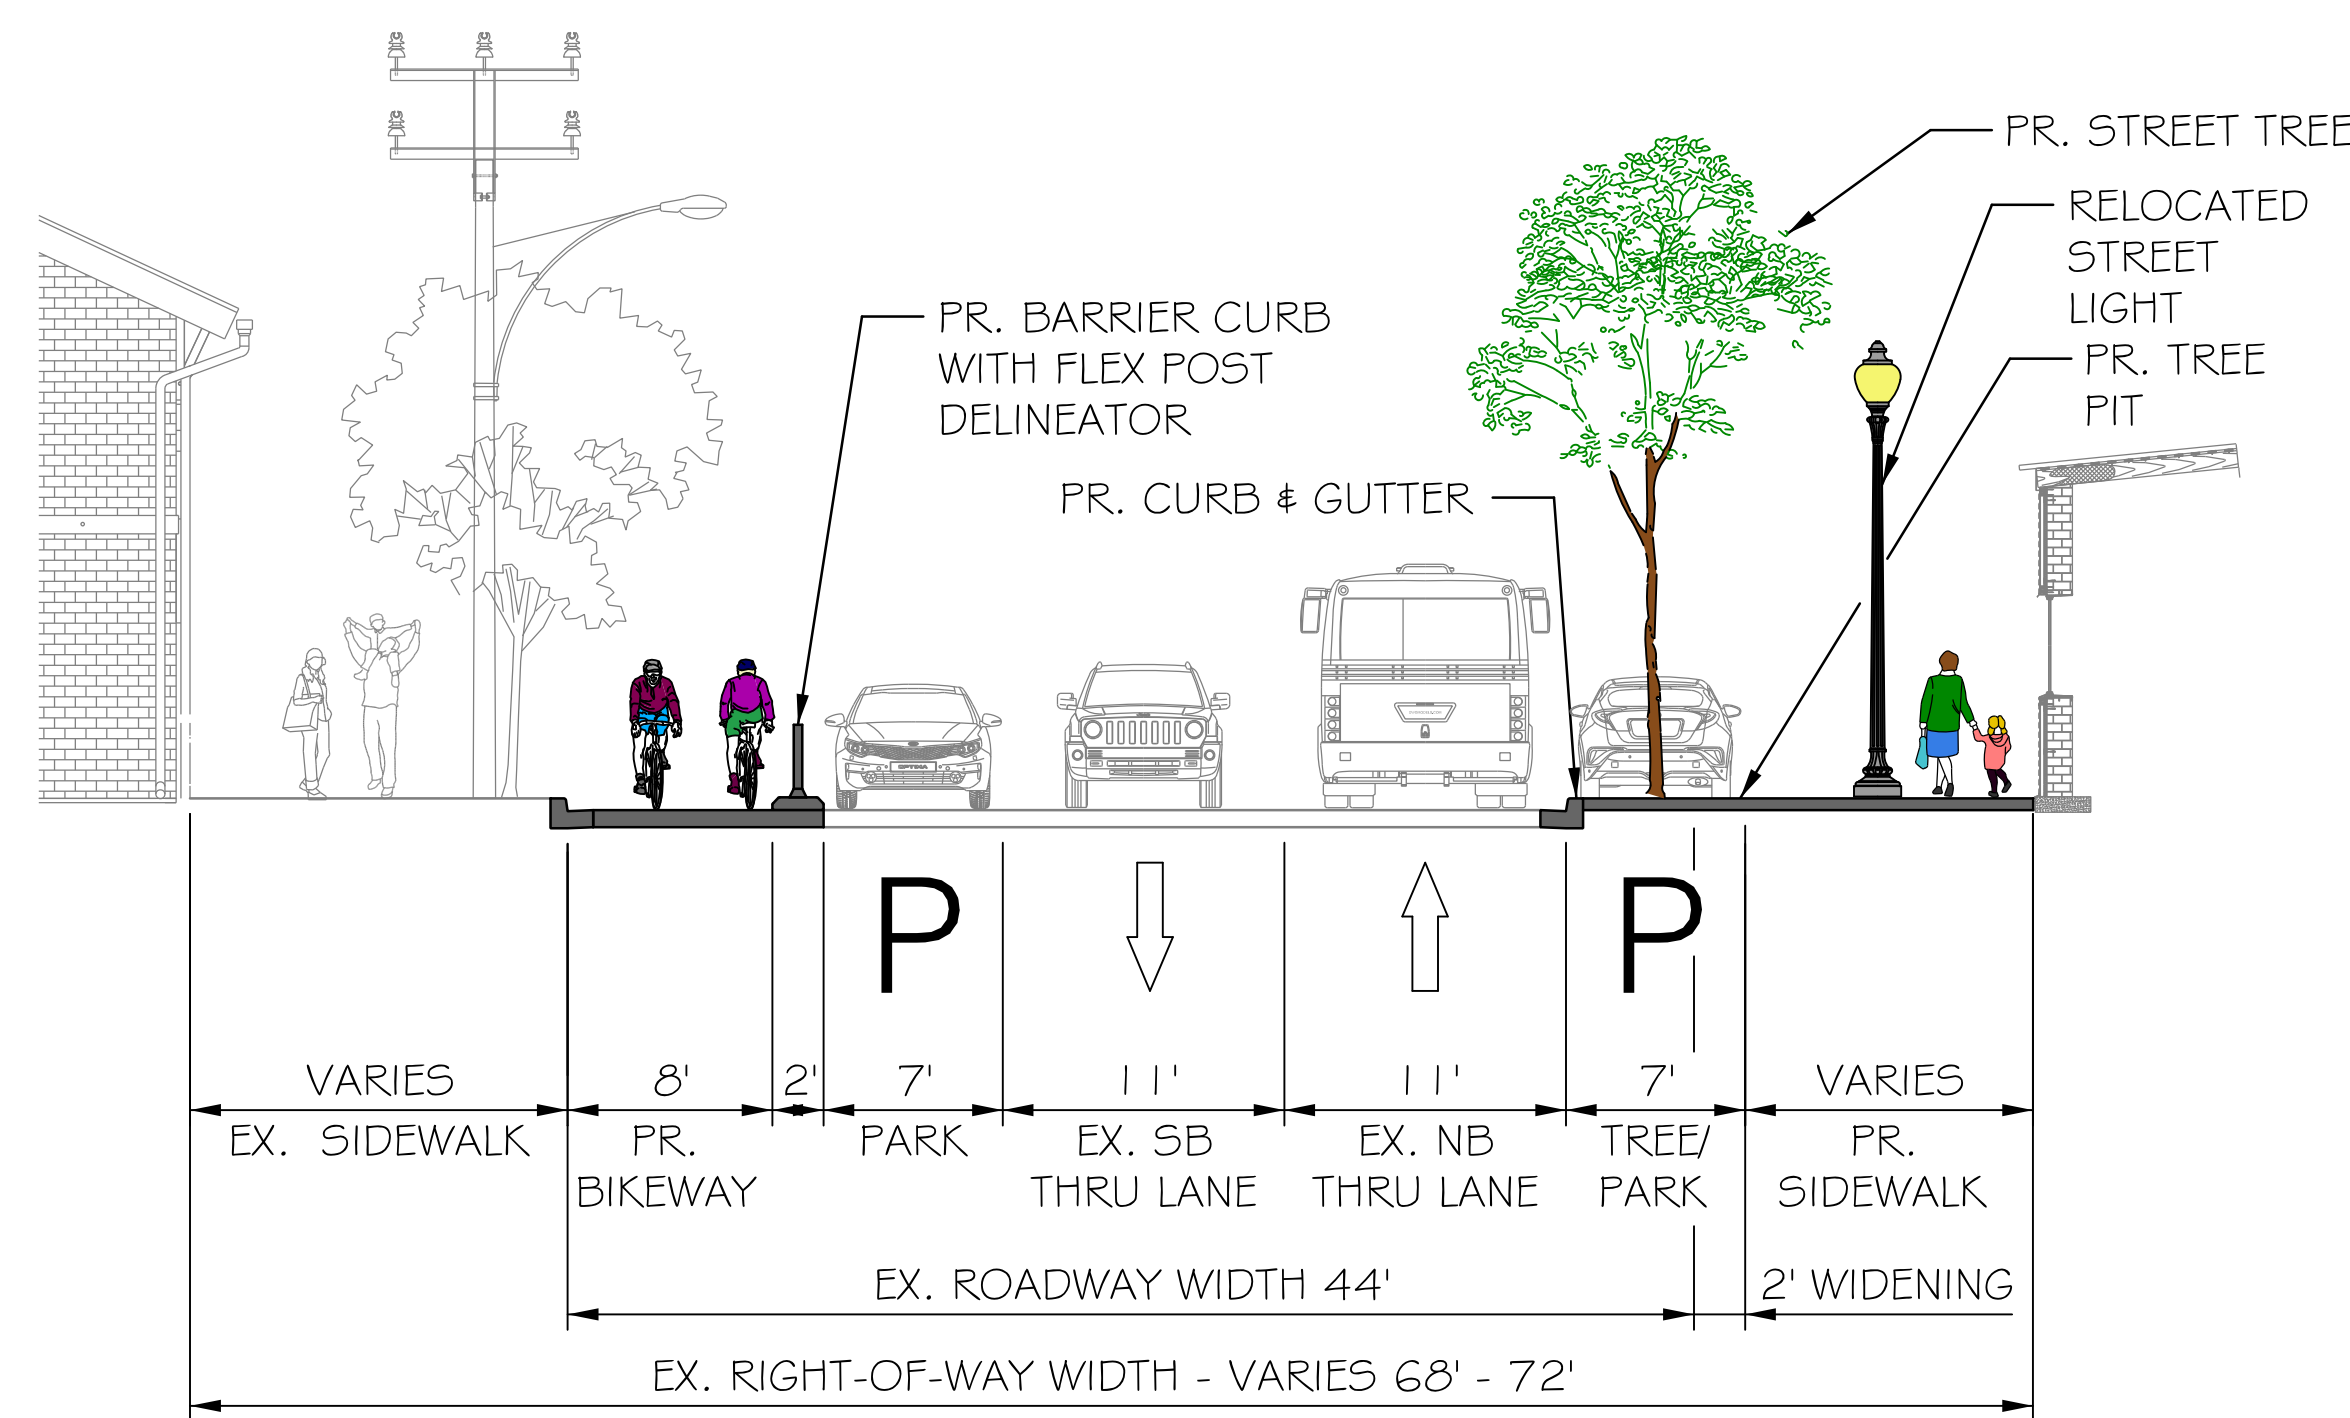 PR. STREET TREE
RELOCATED
STREET
LIGHT
PR. TREE
PIT
PR. BARRIER CURB
WITH FLEX POST
DELINEATOR
PR. CURB & GUTTER
OPTIMA
P
P
VARIES
8'
2'
7'
11'
11'
7'
VARIES
EX. SIDEWALK
PR.
BIKEWAY
PARK
EX. SB
THRU LANE
EX. NB
THRU LANE
TREE/
PARK
PR.
SIDEWALK
EX. ROADWAY WIDTH 44'
2' WIDENING
EX. RIGHT-OF-WAY WIDTH - VARIES 68' - 72'